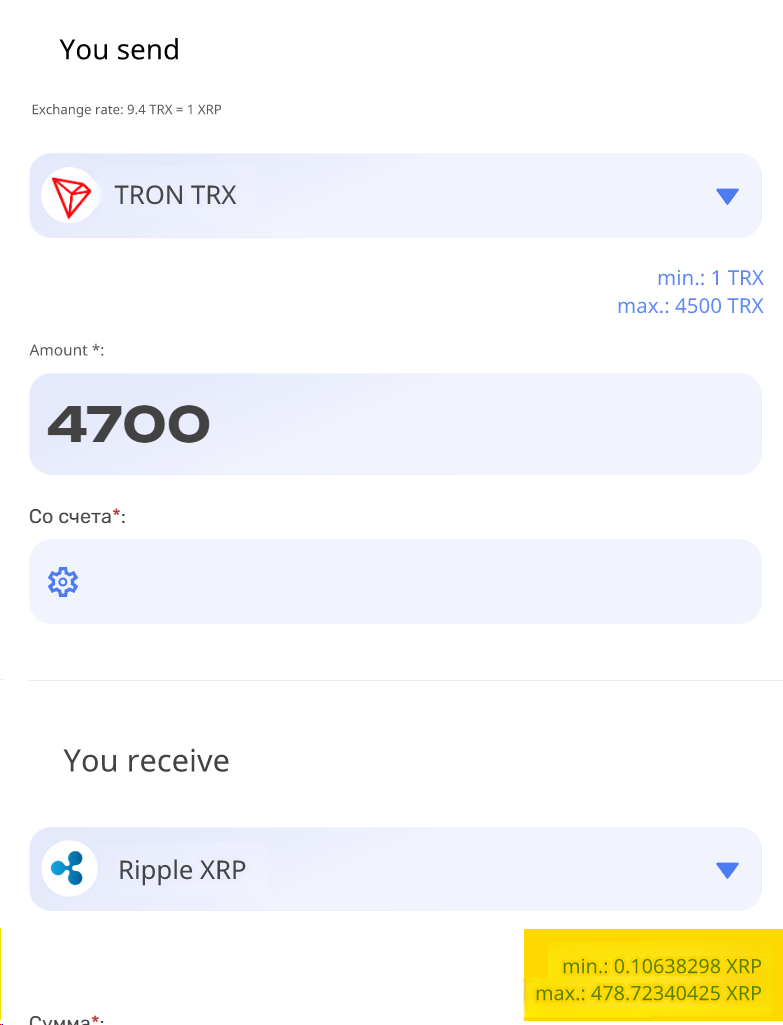 You send
Exchange rate: 9.4 TRX = 1 XRP
TRON TRX
min.: 1 TRX
max.: 4500 TRX
Amount *:
4700
Со счета*:
You receive
Ripple XRP
min.: 0.10638298 XRP
max.: 478.72340425 XRP
Сумма*: